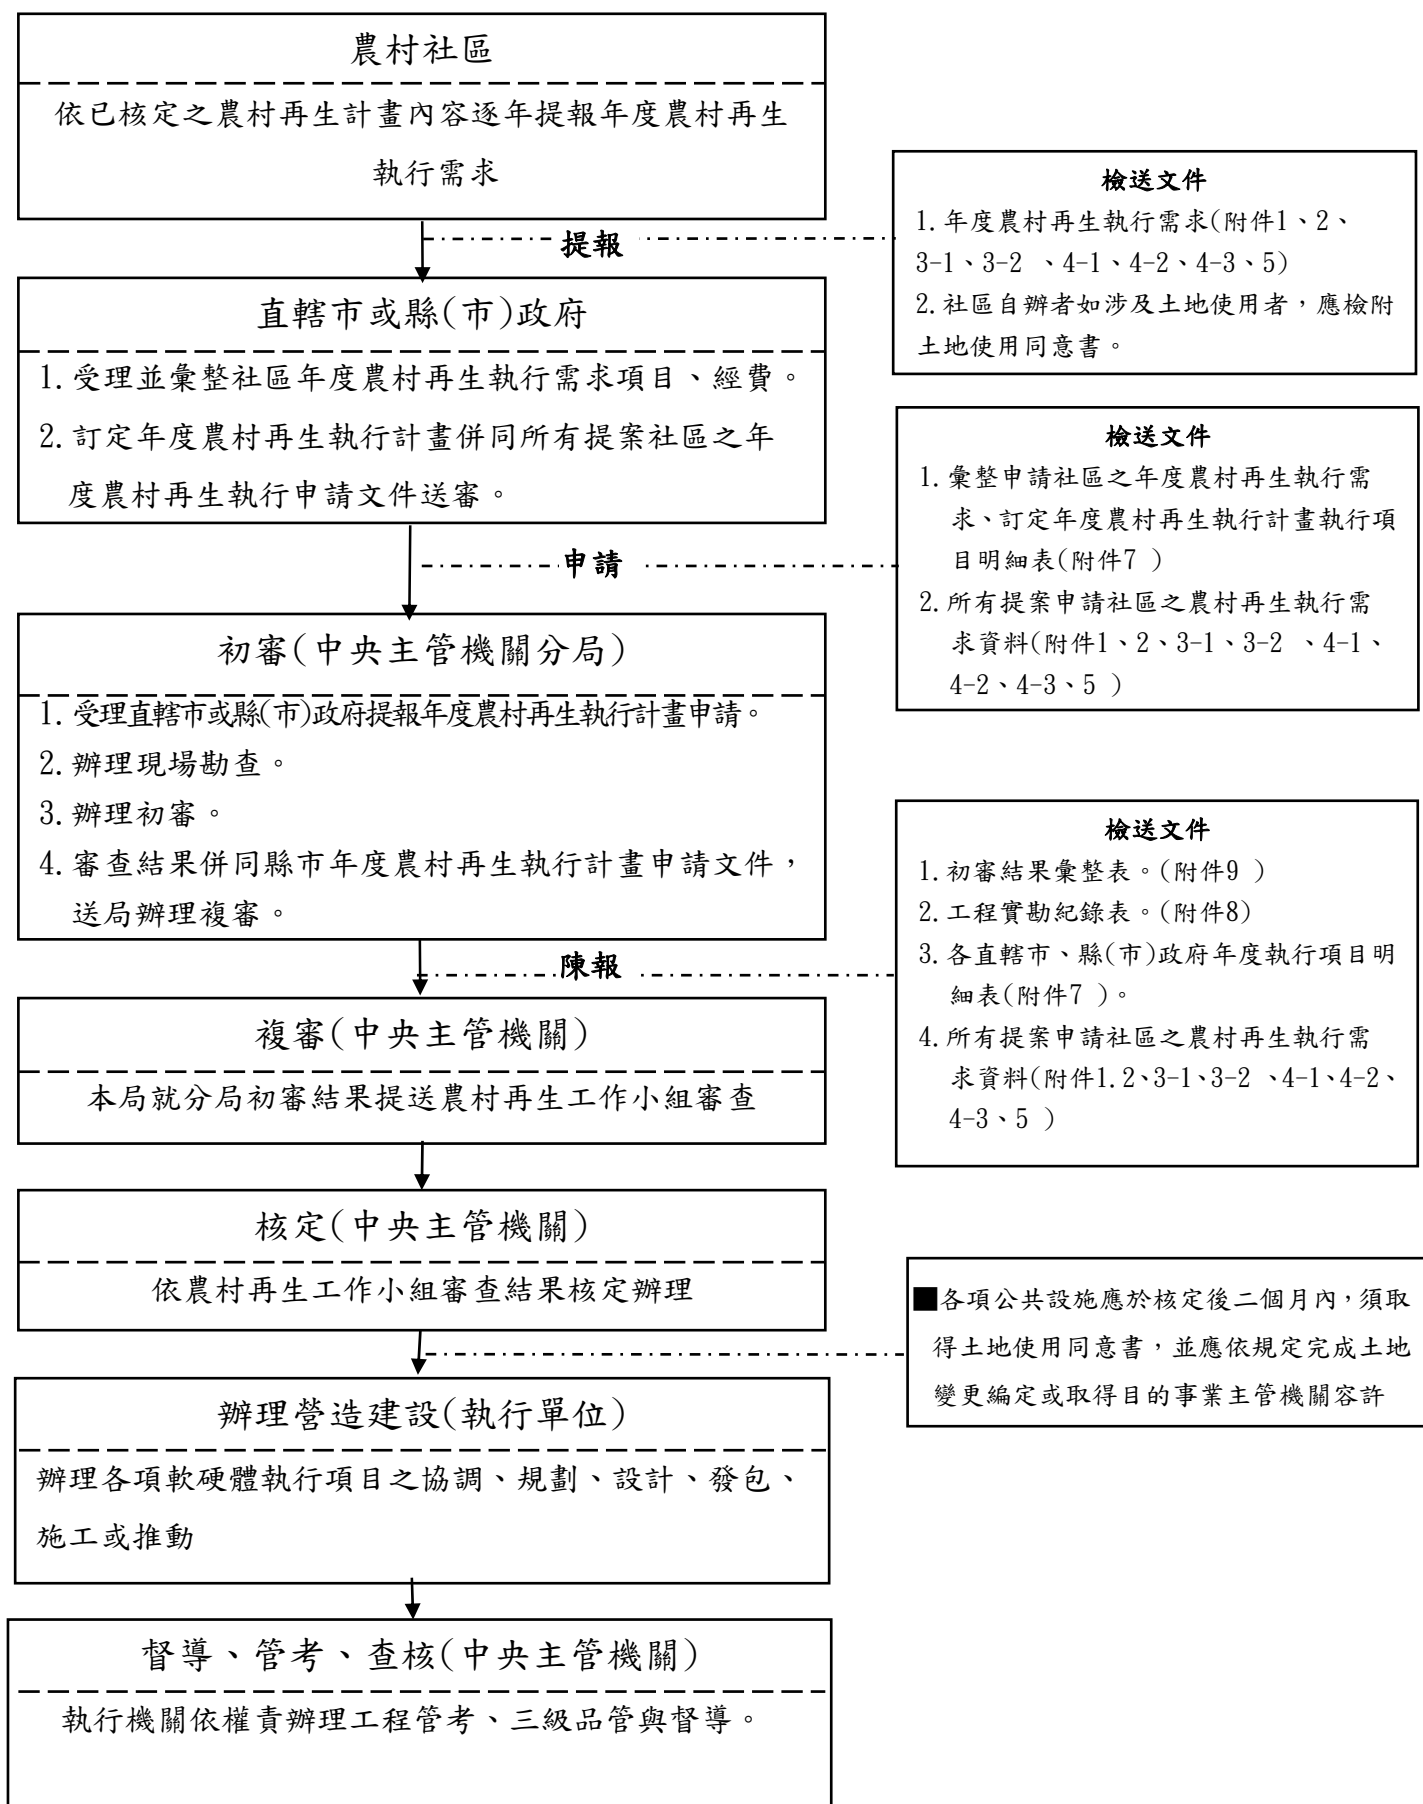 農村社區
依已核定之農村再生計畫內容逐年提報年度農村再生
執行需求
提報
檢送文件
1.年度農村再生執行需求(附件1、2、
3-1、3-2 、4-1、4-2、4-3、5)
2.社區自辦者如涉及土地使用者，應檢附
土地使用同意書。
直轄市或縣(市)政府
1.受理並彙整社區年度農村再生執行需求項目、經費。
2.訂定年度農村再生執行計畫併同所有提案社區之年
度農村再生執行申請文件送審。
申請
檢送文件
1.彙整申請社區之年度農村再生執行需
求、訂定年度農村再生執行計畫執行項
目明細表(附件7 )
2.所有提案申請社區之農村再生執行需
求資料(附件1、2、3-1、3-2 、4-1、
4-2、4-3、5 )
初審(中央主管機關分局)
1.受理直轄市或縣(市)政府提報年度農村再生執行計畫申請。
2.辦理現場勘查。
3.辦理初審。
4.審查結果併同縣市年度農村再生執行計畫申請文件，
送局辦理複審。
陳報
檢送文件
1.初審結果彙整表。(附件9 )
2.工程實勘紀錄表。(附件8)
3.各直轄市、縣(市)政府年度執行項目明
細表(附件7 )。
4.所有提案申請社區之農村再生執行需
求資料(附件1.2、3-1、3-2 、4-1、4-2、
4-3、5 )
複審(中央主管機關)
本局就分局初審結果提送農村再生工作小組審查
核定(中央主管機關)
依農村再生工作小組審查結果核定辦理
■各項公共設施應於核定後二個月內，須取
得土地使用同意書，並應依規定完成土地
變更編定或取得目的事業主管機關容許
辦理營造建設(執行單位)
辦理各項軟硬體執行項目之協調、規劃、設計、發包、
施工或推動
督導、管考、查核(中央主管機關)
執行機關依權責辦理工程管考、三級品管與督導。